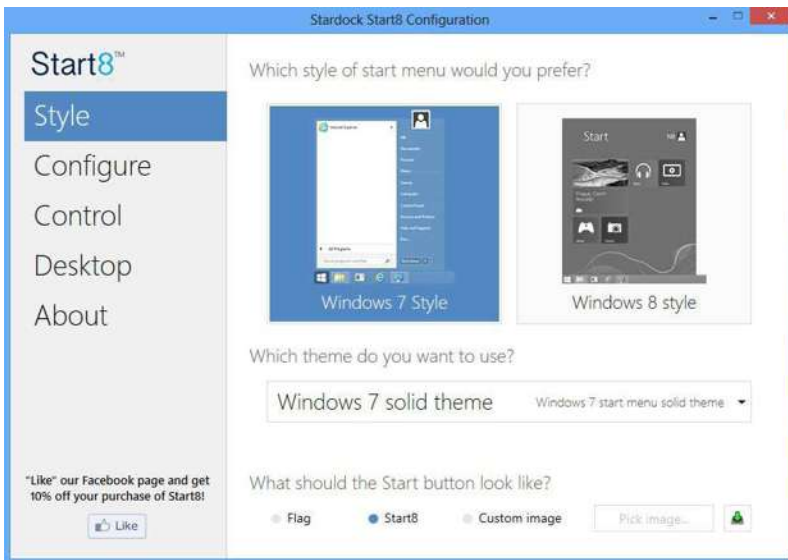 Stardock Start8 Configuration
Start8™
Style
Configure
Control
Desktop
About
"Like" our Facebook page and get
10% off your purchase of Start8!
Like
Which style of start menu would you prefer?
All Programs
Windows 7 Style
Start
Windows 8 style
Which theme do you want to use?
Windows 7 solid theme Windows 7 start menu solid theme
What should the Start button look like?
Flag Start8 Custom image Pick image...